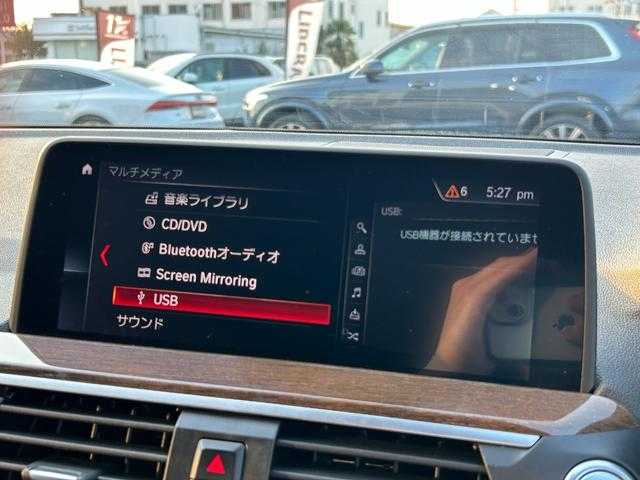 LIBERALA
マルチメディア
6
5:27 pm
音楽ライブラリ
CD/DVD
Bluetoothオーディオ
Screen Mirroring
USB
サウンド
USB:
USB機器が接続されていませ